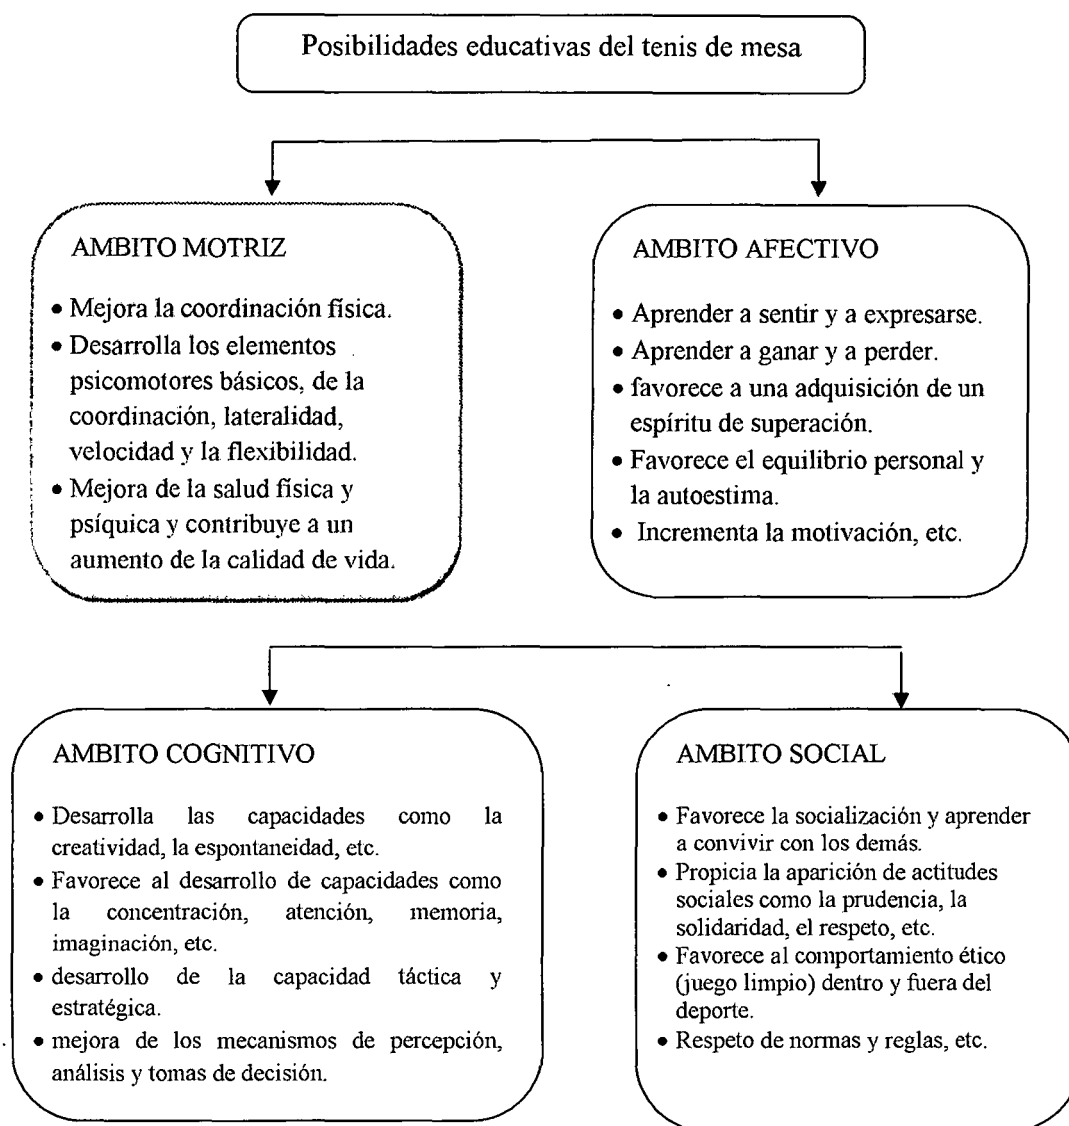 Posibilidades educativas del tenis de mesa
AMBITO MOTRIZ
• Mejora la coordinación física.
• Desarrolla los elementos
psicomotores básicos, de la
coordinación, lateralidad,
velocidad y la flexibilidad.
• Mejora de la salud física y
psíquica y contribuye a un
aumento de la calidad de vida.
AMBITO AFECTIVO
• Aprender a sentir y a expresarse.
• Aprender a ganar y a perder.
• favorece a una adquisición de un
espíritu de superación.
• Favorece el equilibrio personal y
la autoestima.
• Incrementa la motivación, etc.
AMBITO COGNITIVO
• Desarrolla las capacidades como la
creatividad, la espontaneidad, etc.
• Favorece al desarrollo de capacidades como
la concentración, atención, memoria,
imaginación, etc.
• desarrollo de la capacidad táctica y
estratégica.
• mejora de los mecanismos de percepción,
análisis y tomas de decisión.
AMBITO SOCIAL
• Favorece la socialización y aprender
a convivir con los demás.
• Propicia la aparición de actitudes
sociales como la prudencia, la
solidaridad, el respeto, etc.
• Favorece al comportamiento ético
(juego limpio) dentro y fuera del
deporte.
• Respeto de normas y reglas, etc.